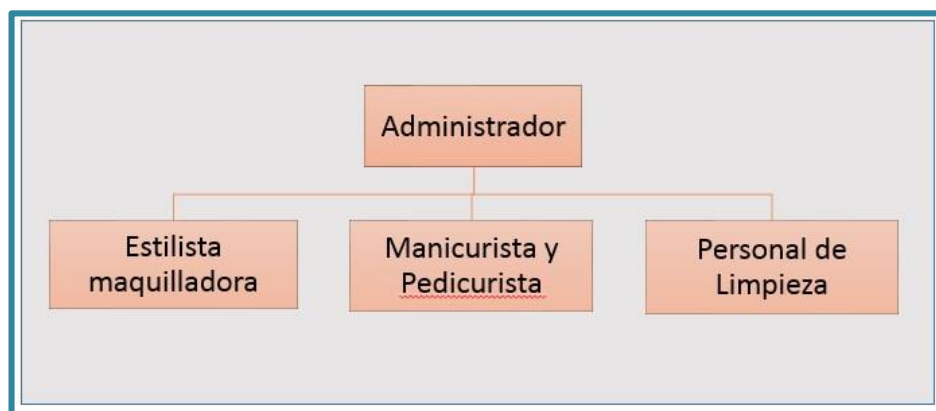 Administrador
Estilista
maquilladora
Manicurista y
Pedicurista
Personal de
Limpieza